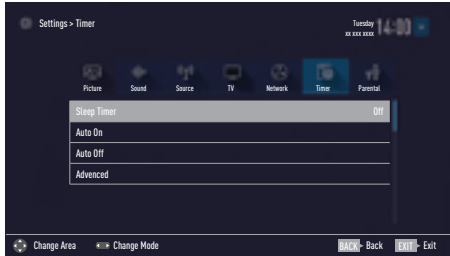 Settings > Timer
Tuesday
xx xxx xxxx
14:00
Picture Sound Source TV Network Timer Parental
Sleep Timer Off
Auto On
Auto Off
Advanced
Change Area Change Mode BACK Back EXIT Exit